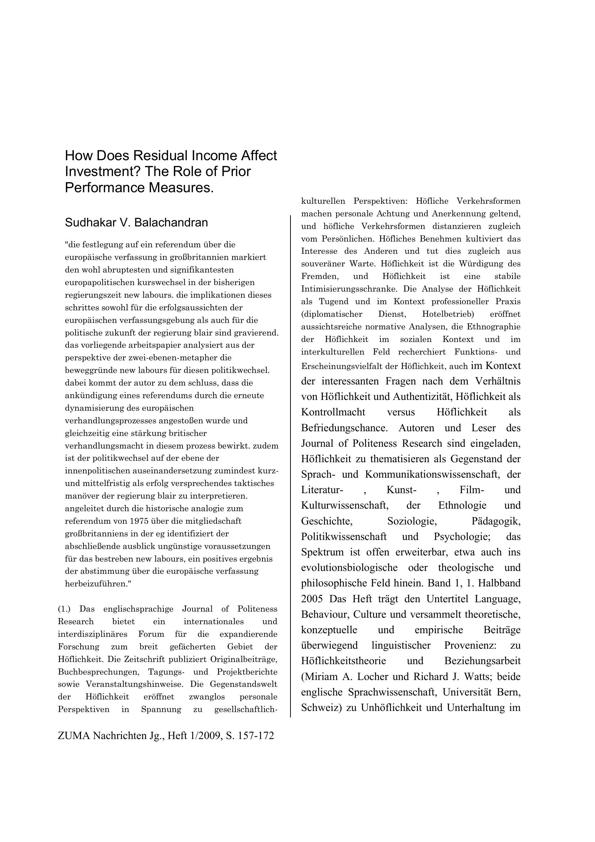 How Does Residual Income Affect
Investment? The Role of Prior
Performance Measures.
Sudhakar V. Balachandran
"die festlegung auf ein referendum über die
europäische verfassung in großbritannien markiert
den wohl abruptesten und signifikantesten
europapolitischen kurswechsel in der bisherigen
regierungszeit new labours. die implikationen dieses
schrittes sowohl für die erfolgsaussichten der
europäischen verfassungsgebung als auch für die
politische zukunft der regierung blair sind gravierend.
das vorliegende arbeitspapier analysiert aus der
perspektive der zwei-ebenen-metapher die
beweggründe new labours für diesen politikwechsel.
dabei kommt der autor zu dem schluss, dass die
ankündigung eines referendums durch die erneute
dynamisierung des europäischen
verhandlungsprozesses angestoßen wurde und
gleichzeitig eine stärkung britischer
verhandlungsmacht in diesem prozess bewirkt. zudem
ist der politikwechsel auf der ebene der
innenpolitischen auseinandersetzung zumindest kurz-
und mittelfristig als erfolg versprechendes taktisches
manöver der regierung blair zu interpretieren.
angeleitet durch die historische analogie zum
referendum von 1975 über die mitgliedschaft
großbritanniens in der eg identifiziert der
abschließende ausblick ungünstige voraussetzungen
für das bestreben new labours, ein positives ergebnis
der abstimmung über die europäische verfassung
herbeizuführen."
(1.) Das englischsprachige Journal of Politeness
Research bietet ein internationales und
interdisziplinäres Forum für die expandierende
Forschung zum breit gefächerten Gebiet der
Höflichkeit. Die Zeitschrift publiziert Originalbeiträge,
Buchbesprechungen, Tagungs- und Projektberichte
sowie Veranstaltungshinweise. Die Gegenstandswelt
der Höflichkeit eröffnet zwanglos personale
Perspektiven in Spannung zu gesellschaftlich-
kulturellen Perspektiven: Höfliche Verkehrsformen
machen personale Achtung und Anerkennung geltend,
und höfliche Verkehrsformen distanzieren zugleich
vom Persönlichen. Höfliches Benehmen kultiviert das
Interesse des Anderen und tut dies zugleich aus
souveräner Warte. Höflichkeit ist die Würdigung des
Fremden, und Höflichkeit ist eine stabile
Intimisierungsschranke. Die Analyse der Höflichkeit
als Tugend und im Kontext professioneller Praxis
(diplomatischer Dienst, Hotelbetrieb) eröffnet
aussichtsreiche normative Analysen, die Ethnographie
der Höflichkeit im sozialen Kontext und im
interkulturellen Feld recherchiert Funktions- und
Erscheinungsvielfalt der Höflichkeit, auch im Kontext
der interessanten Fragen nach dem Verhältnis
von Höflichkeit und Authentizität, Höflichkeit als
Kontrollmacht versus Höflichkeit als
Befriedungschance. Autoren und Leser des
Journal of Politeness Research sind eingeladen,
Höflichkeit zu thematisieren als Gegenstand der
Sprach- und Kommunikationswissenschaft, der
Literatur- , Kunst- , Film- und
Kulturwissenschaft, der Ethnologie und
Geschichte, Soziologie, Pädagogik,
Politikwissenschaft und Psychologie; das
Spektrum ist offen erweiterbar, etwa auch ins
evolutionsbiologische oder theologische und
philosophische Feld hinein. Band 1, 1. Halbband
2005 Das Heft trägt den Untertitel Language,
Behaviour, Culture und versammelt theoretische,
konzeptuelle und empirische Beiträge
überwiegend linguistischer Provenienz: zu
Höflichkeitstheorie und Beziehungsarbeit
(Miriam A. Locher und Richard J. Watts; beide
englische Sprachwissenschaft, Universität Bern,
Schweiz) zu Unhöflichkeit und Unterhaltung im
ZUMA Nachrichten Jg., Heft 1/2009, S. 157-172